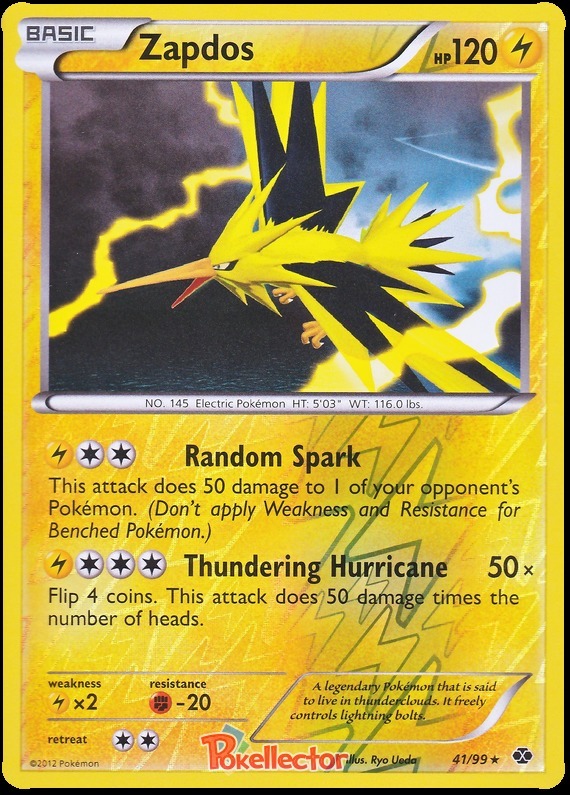 BASIC
Zapdos
HP 120
NO. 145 Electric Pokémon HT: 5'03" WT: 116.0 lbs.
Random Spark
This attack does 50 damage to 1 of your opponent's
Pokémon. (Don't apply Weakness and Resistance for
Benched Pokémon.)
Thundering Hurricane 50×
Flip 4 coins. This attack does 50 damage times the
number of heads.
weakness
×2
resistance
-20
retreat
A legendary Pokémon that is said
to live in thunderclouds. It freely
controls lightning bolts.
©2012 Pokémon
Pokellector
Illus. Ryo Ueda
41/99 ★